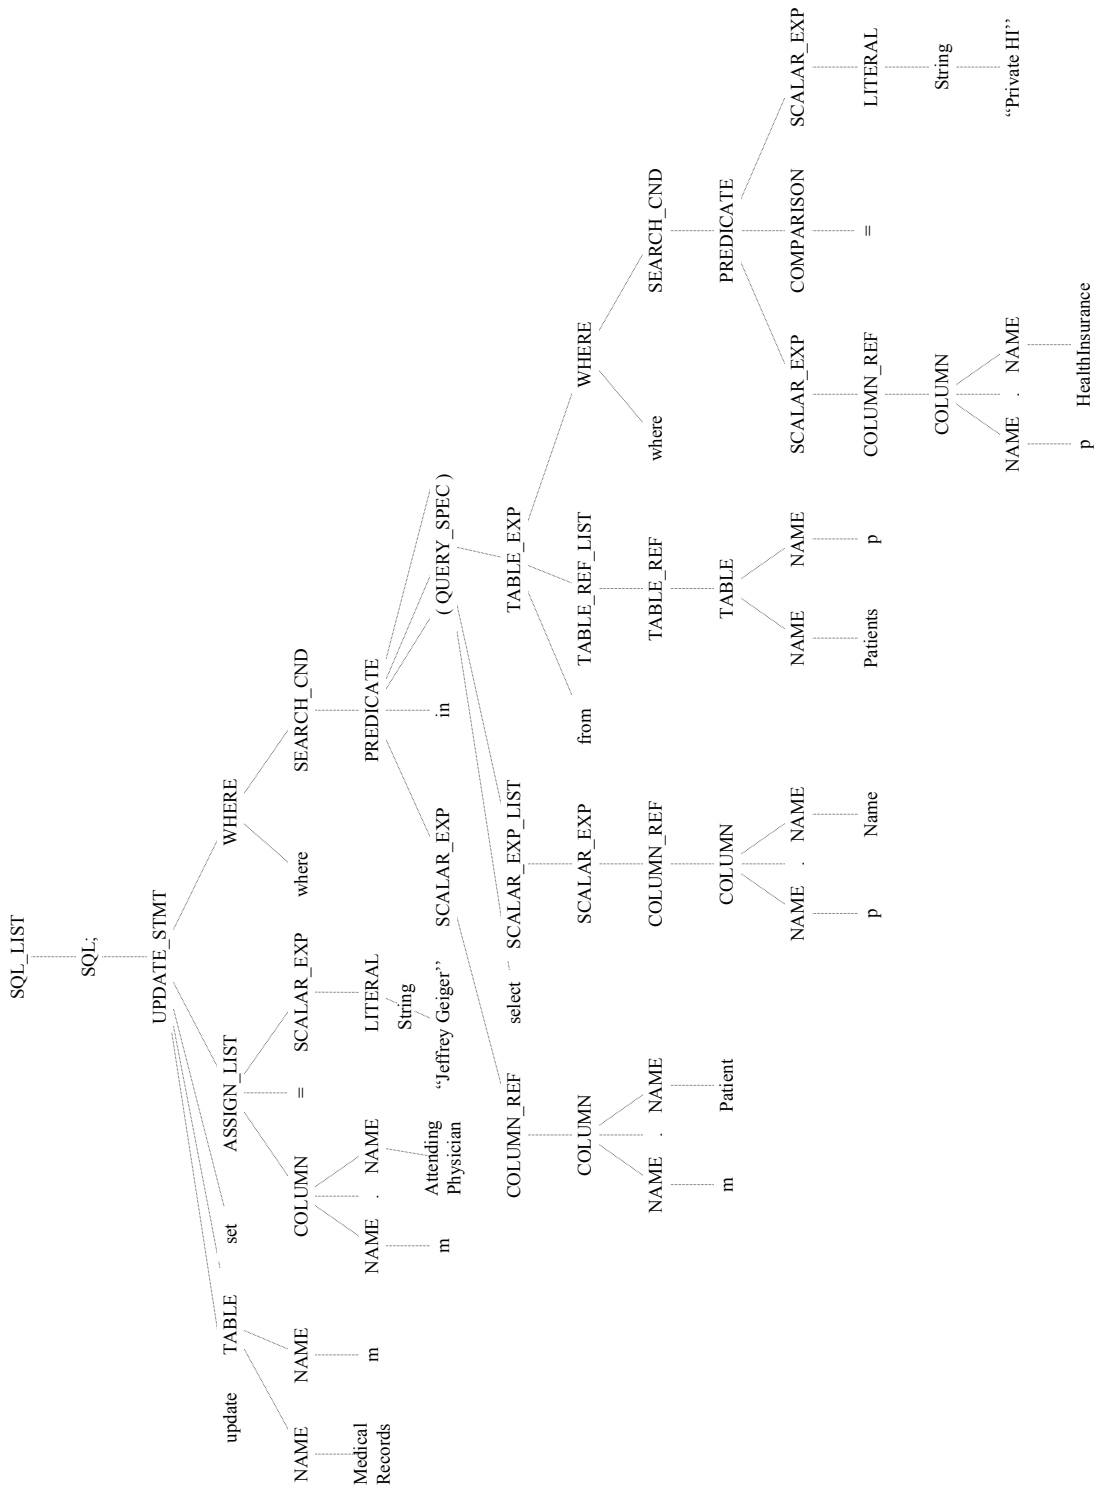 SQL_LIST
SQL;
UPDATE_STMT
update TABLE set ASSIGN_LIST WHERE
NAME NAME COLUMN = SCALAR_EXP where SEARCH_CND
Medical
Records
m NAME . NAME LITERAL PREDICATE
String
m Attending
Physician
“Jeffrey Geiger” SCALAR_EXP in ( QUERY_SPEC )
COLUMN_REF select SCALAR_EXP_LIST TABLE_EXP
COLUMN SCALAR_EXP from TABLE_REF_LIST WHERE
NAME . NAME COLUMN_REF TABLE_REF where SEARCH_CND
m Patient COLUMN TABLE PREDICATE
NAME . NAME NAME NAME SCALAR_EXP COMPARISON SCALAR_EXP
p Name Patients p COLUMN_REF = LITERAL
COLUMN String
NAME . NAME “Private HI”
p HealthInsurance